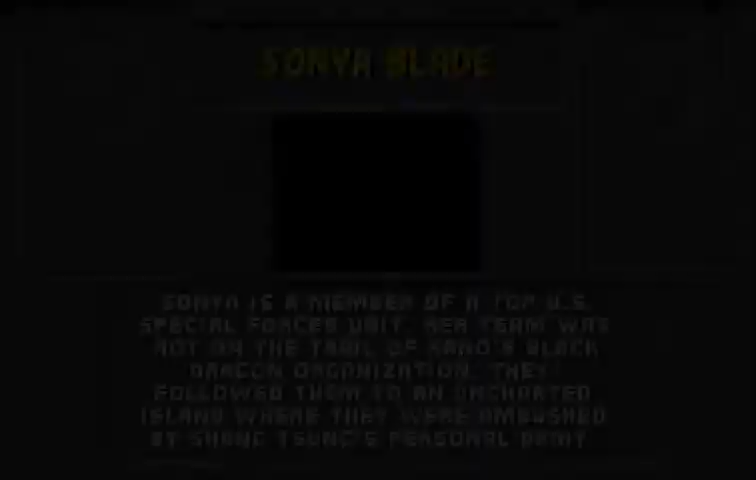 SONYA BLADE
SONYA IS A MEMBER OF A TOP U.S.
SPECIAL FORCES UNIT. HER TEAM WAS
HOT ON THE TRAIL OF KANO'S BLACK
DRAGON ORGANIZATION. THEY
FOLLOWED THEM TO AN UNCHARTED
ISLAND WHERE THEY WERE AMBUSHED
BY SHANG TSUNG'S PERSONAL ARMY.